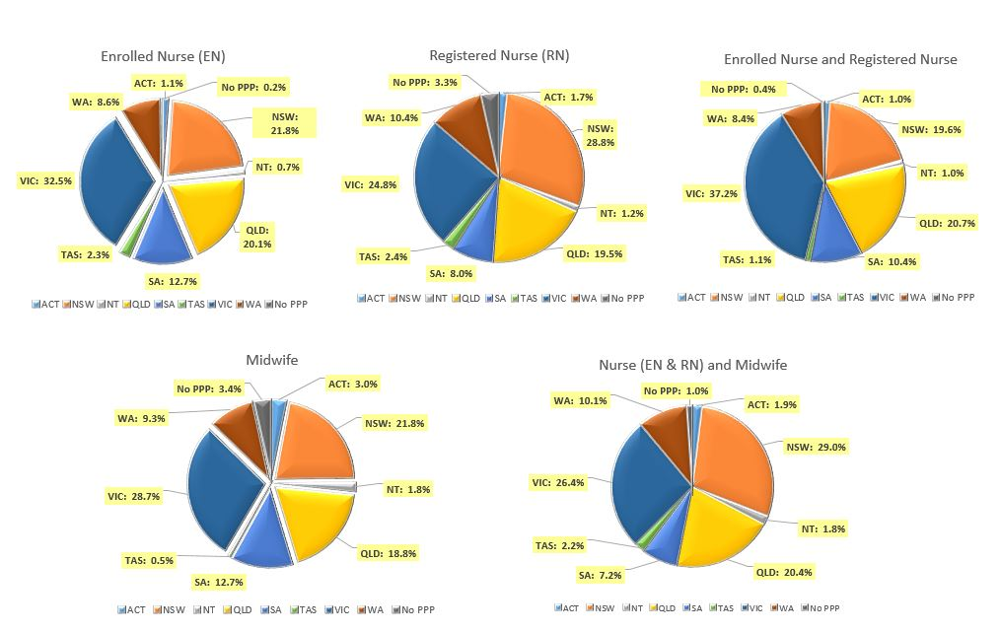 Enrolled Nurse (EN)
ACT: 1.1%
No PPP: 0.2%
WA: 8.6%
NSW:
21.8%
NT: 0.7%
VIC: 32.5%
QLD:
20.1%
TAS: 2.3%
SA: 12.7%
ACT NSW NT QLD SA TAS VIC WA No PPP
Registered Nurse (RN)
No PPP: 3.3%
ACT: 1.7%
WA: 10.4%
NSW:
28.8%
VIC: 24.8%
NT: 1.2%
TAS: 2.4%
QLD: 19.5%
SA: 8.0%
ACT NSW NT QLD SA TAS VIC WA No PPP
Enrolled Nurse and Registered Nurse
No PPP: 0.4%
ACT: 1.0%
WA: 8.4%
NSW: 19.6%
NT: 1.0%
VIC: 37.2%
QLD: 20.7%
TAS: 1.1%
SA: 10.4%
ACT NSW NT QLD SA TAS VIC WA No PPP
Midwife
No PPP: 3.4%
ACT: 3.0%
WA: 9.3%
NSW: 21.8%
NT: 1.8%
VIC: 28.7%
QLD: 18.8%
TAS: 0.5%
SA: 12.7%
ACT NSW NT QLD SA TAS VIC WA No PPP
Nurse (EN & RN) and Midwife
No PPP: 1.0%
WA: 10.1%
ACT: 1.9%
NSW: 29.0%
VIC: 26.4%
NT: 1.8%
TAS: 2.2%
QLD: 20.4%
SA: 7.2%
ACT NSW NT QLD SA TAS VIC WA No PPP